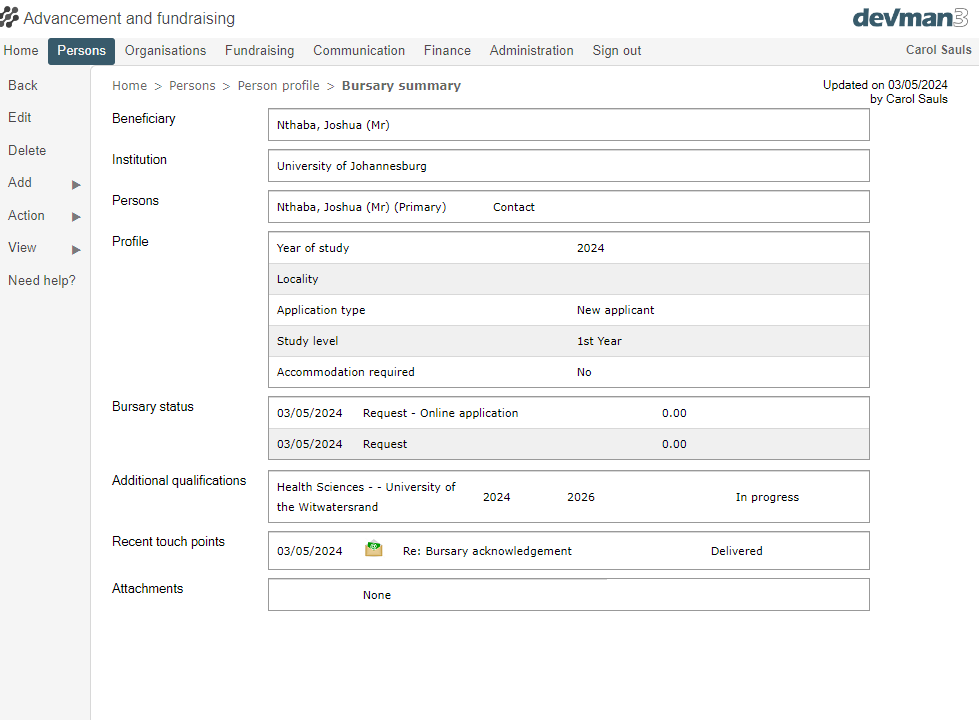 Advancement and fundraising
devman3
Home Persons Organisations Fundraising Communication Finance Administration Sign out Carol Sauls
Back
Edit
Delete
Add
Action
View
Need help?
Home > Persons > Person profile > Bursary summary
Updated on 03/05/2024
by Carol Sauls
Beneficiary
Nthaba, Joshua (Mr)
Institution
University of Johannesburg
Persons
Nthaba, Joshua (Mr) (Primary) Contact
Profile
Year of study 2024
Locality
Application type New applicant
Study level 1st Year
Accommodation required No
Bursary status
03/05/2024 Request - Online application 0.00
03/05/2024 Request 0.00
Additional qualifications
Health Sciences - - University of
the Witwatersrand
2024 2026 In progress
Recent touch points
03/05/2024 Re: Bursary acknowledgement Delivered
Attachments
None